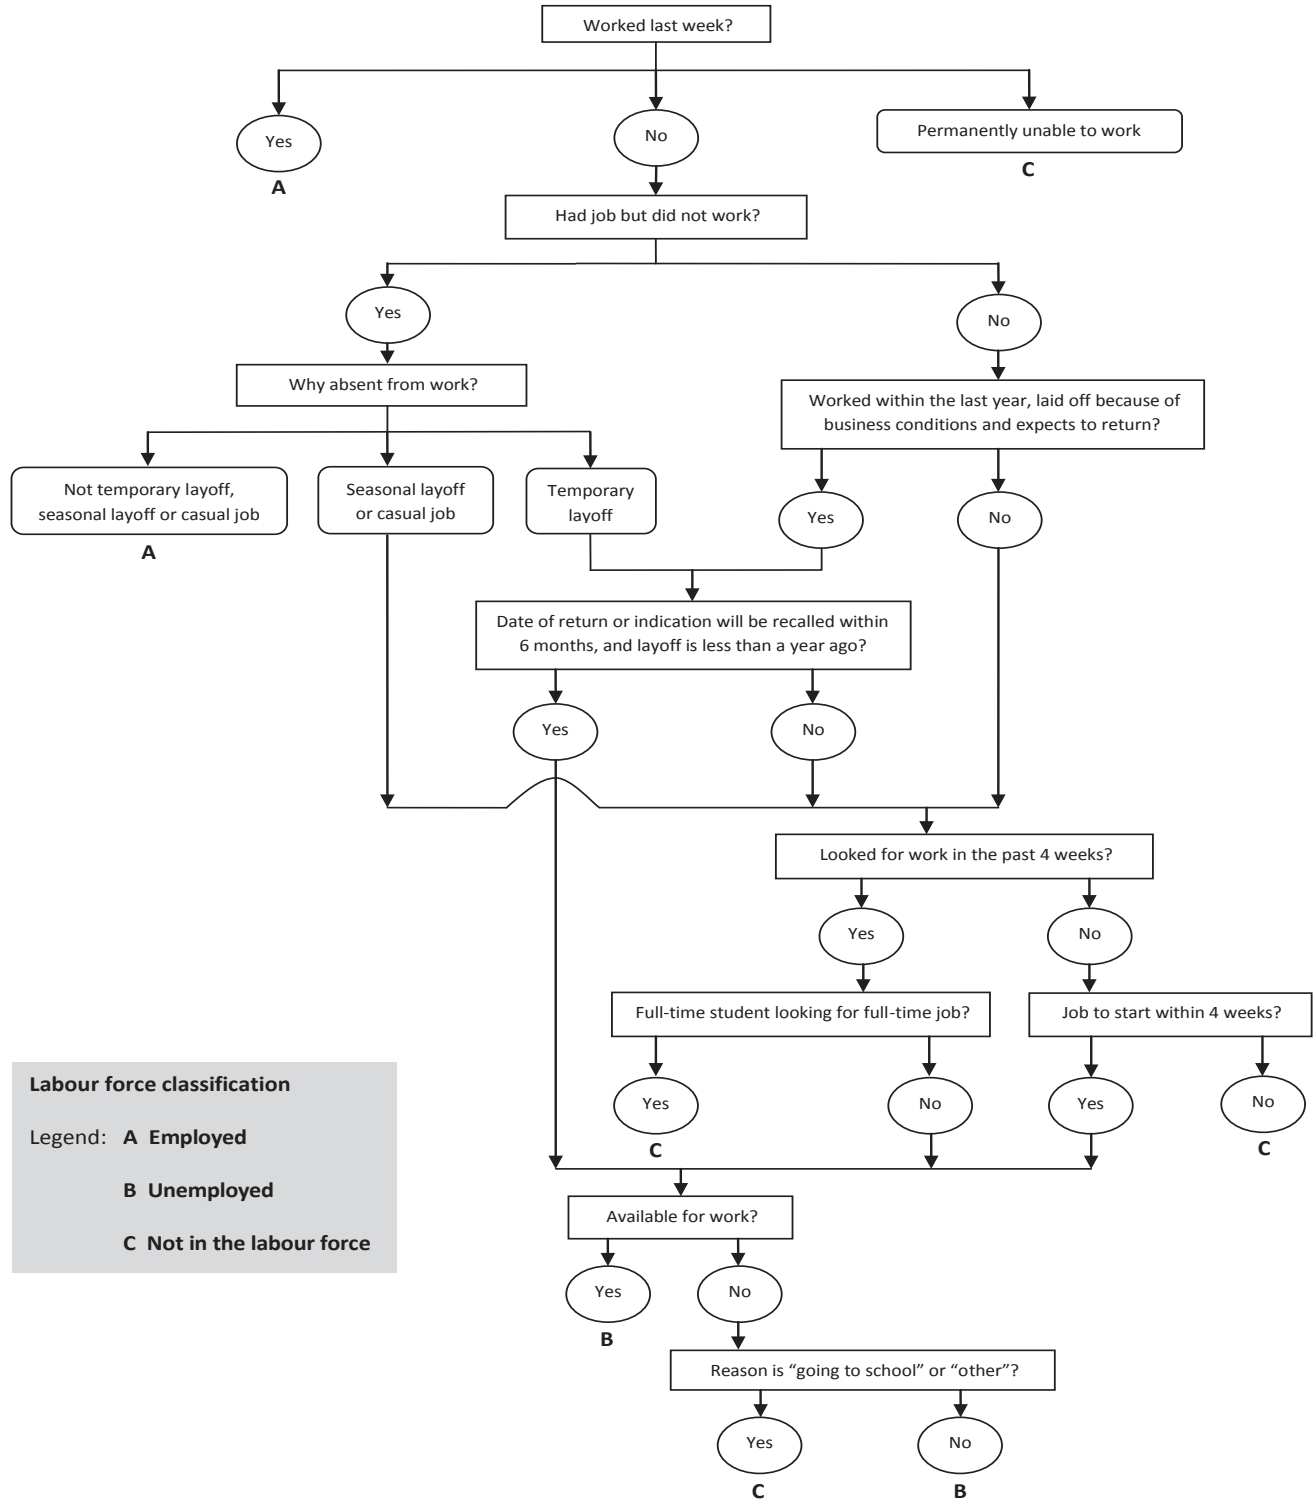 Worked last week?
Yes
No
Permanently unable to work
A
C
Had job but did not work?
Yes
No
Why absent from work?
Worked within the last year, laid off because of
business conditions and expects to return?
Not temporary layoff,
seasonal layoff or casual job
Seasonal layoff
or casual job
Temporary
layoff
Yes
No
A
Date of return or indication will be recalled within
6 months, and layoff is less than a year ago?
Yes
No
Looked for work in the past 4 weeks?
Yes
No
Full-time student looking for full-time job?
Job to start within 4 weeks?
Yes
No
Yes
No
C
C
Labour force classification
Legend: A Employed
B Unemployed
C Not in the labour force
Available for work?
Yes
No
B
Reason is “going to school” or “other”?
Yes
No
C
B